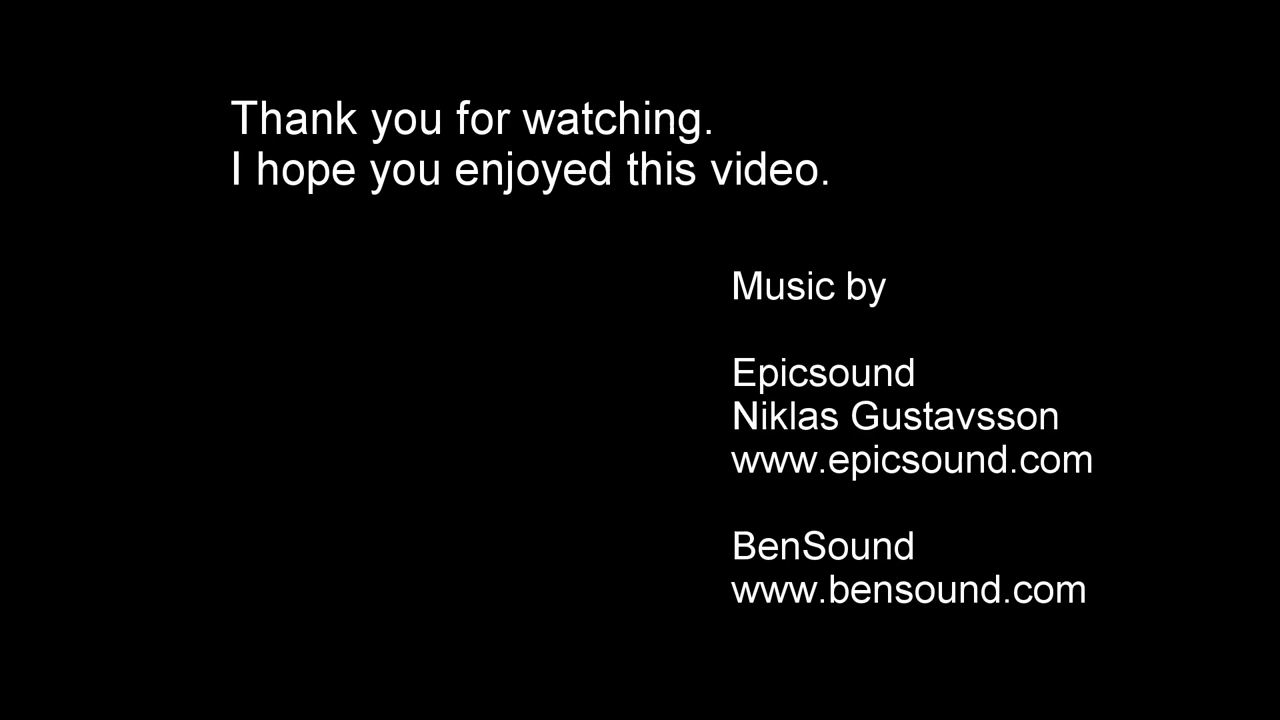 Thank you for watching.
I hope you enjoyed this video.
Music by
Epicsound
Niklas Gustavsson
www.epicsound.com
BenSound
www.bensound.com